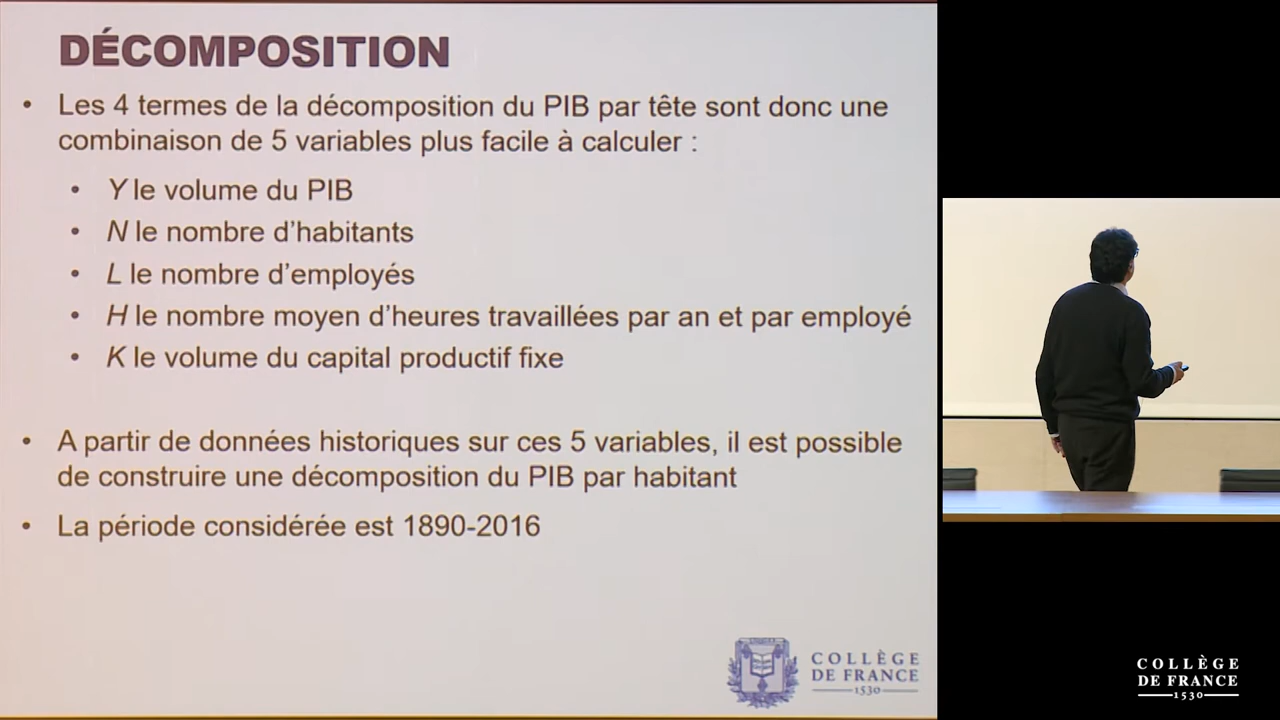 DÉCOMPOSITION
• Les 4 termes de la décomposition du PIB par tête sont donc une
combinaison de 5 variables plus facile à calculer :
• Y le volume du PIB
• N le nombre d'habitants
• L le nombre d'employés
• H le nombre moyen d'heures travaillées par an et par employé
• K le volume du capital productif fixe
• A partir de données historiques sur ces 5 variables, il est possible
de construire une décomposition du PIB par habitant
• La période considérée est 1890-2016
COLLÈGE
DE FRANCE
1530
COLLÈGE
DE FRANCE
1530